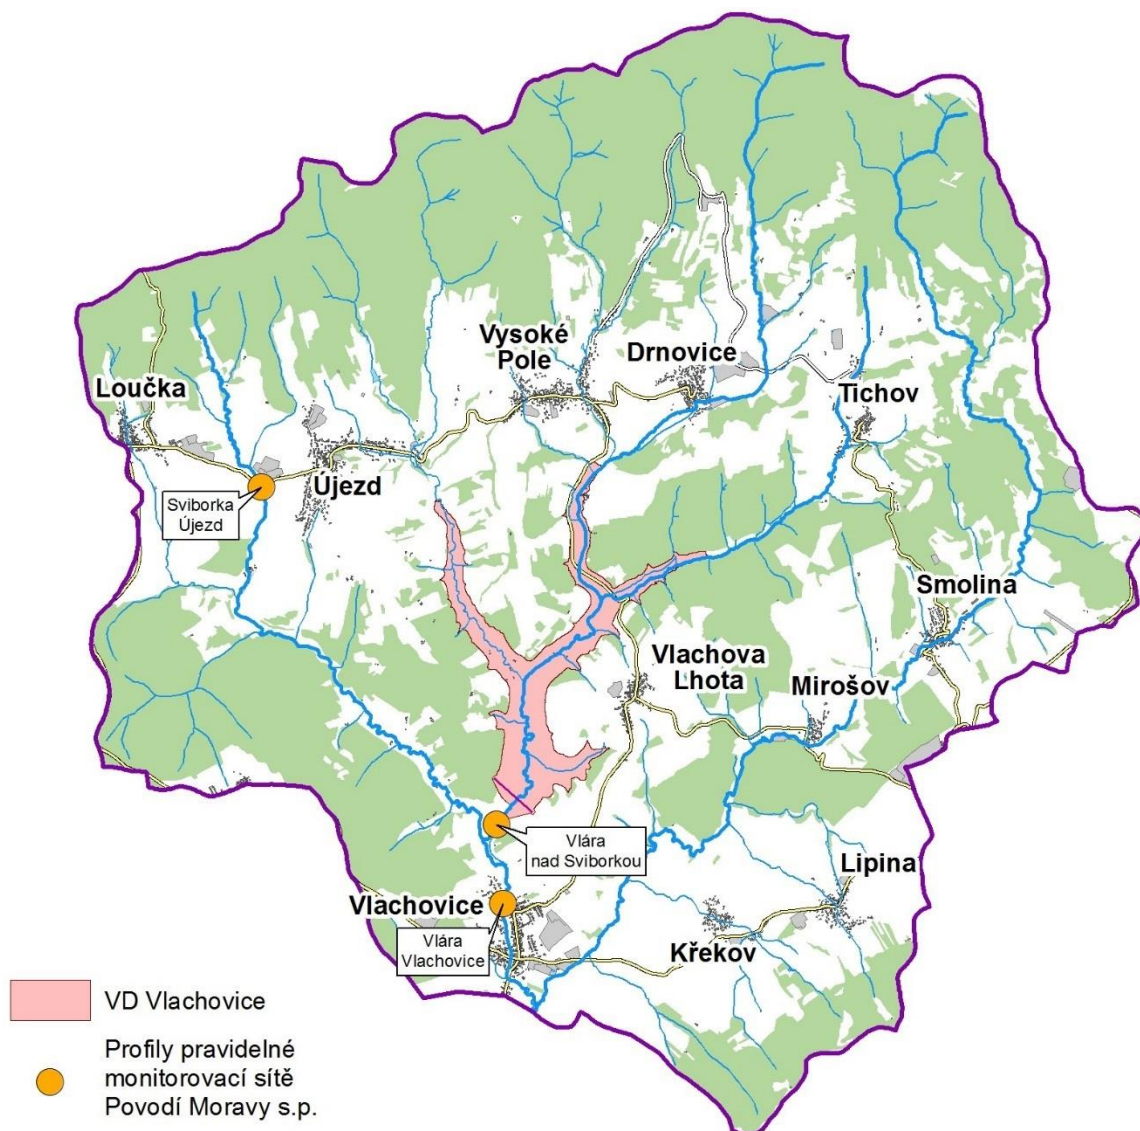 Vysoké
Pole
Drnovice
Loučka
Tichov
Újezd
Sviborka
Újezd
Smolina
Vlachova
Lhota
Mirošov
Vlára
nad Sviborkou
Lipina
Vlachovice
Vlára
Vlachovice
Křekov
VD Vlachovice
Profily pravidelné
monitorovací sítě
Povodí Moravy s.p.